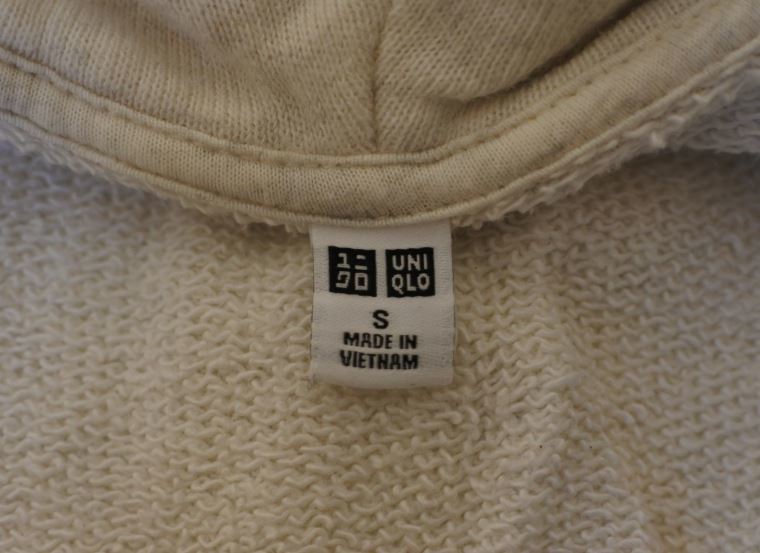 ユニ UNI
クロ QLO
S
MADE IN
VIETNAM